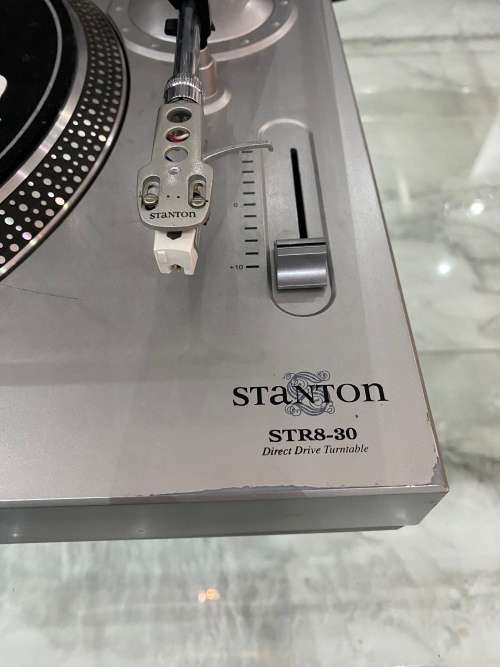 STANTON
0
+10
STANTON
STR8-30
Direct Drive Turntable